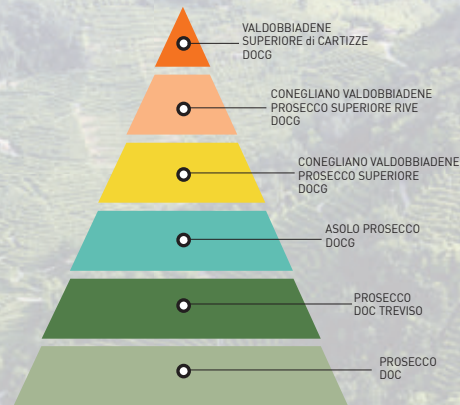 VALDOBBIADENE
SUPERIORE di CARTIZZE
DOCG
CONEGLIANO VALDOBBIADENE
PROSECCO SUPERIORE RIVE
DOCG
CONEGLIANO VALDOBBIADENE
PROSECCO SUPERIORE
DOCG
ASOLO PROSECCO
DOCG
PROSECCO
DOC TREVISO
PROSECCO
DOC